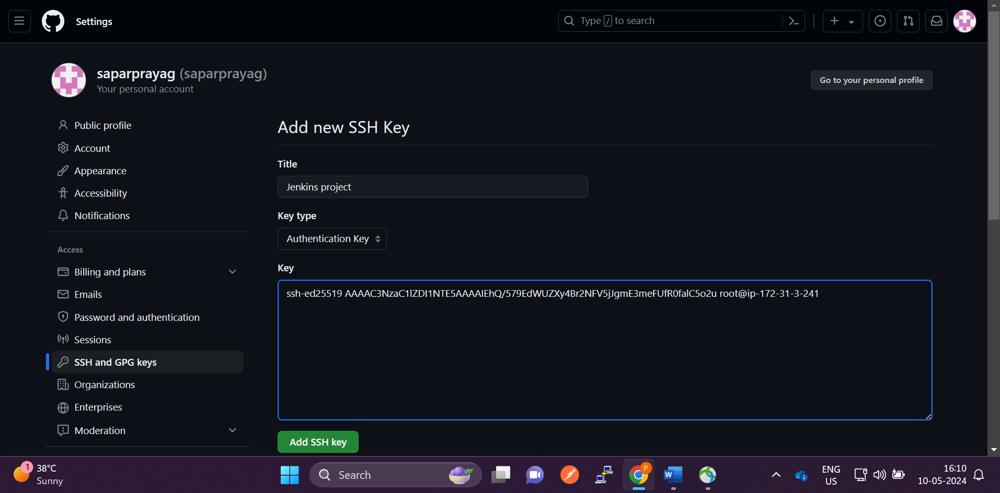 Settings
Type / to search
saparprayag (saparprayag)
Your personal account
Go to your personal profile
Public profile
Account
Appearance
Accessibility
Notifications
Access
Billing and plans
Emails
Password and authentication
Sessions
SSH and GPG keys
Organizations
Enterprises
Moderation
Add new SSH Key
Title
Jenkins project
Key type
Authentication Key
Key
ssh-ed25519 AAAAC3NzaC1lZDI1NTE5AAAAIEhQ/579EdWUZXy4Br2NFV5jJgmE3meFUfR0falC5o2u root@ip-172-31-3-241
Add SSH key
1
38°C
Sunny
Search
P
W
ENG
US
16:10
10-05-2024